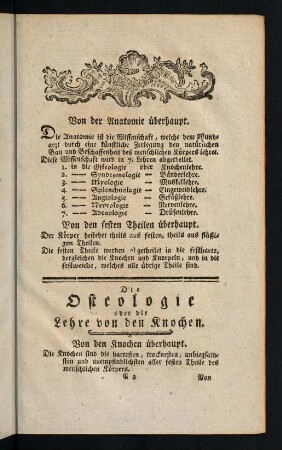 Von der Anatomie überhaupt.
Die Anatomie ist die Wissenschaft, welche dem Wund-
arzt durch eine künstliche Zerlegung den natürlichen
Bau und Beschaffenheit des menschlichen Körpers lehret.
Diese Wissenschaft wird in 7. Lehren abgetheilet.
1. in die Osteologie oder Knochenlehre.
2. — — Syndesmologie — Bänderlehre.
3. — — Myologie — Muskellehre.
4. — — Splanchnologie — Eingeweidlehre.
5. — — Angiologie — Gefäßlehre.
6. — — Nevrologie — Nervenlehre.
7. — — Adenologie — Drüsenlehre.
Von den festen Theilen überhaupt.
Der Körper bestehet theils aus festen, theils aus flüßi-
gen Theilen.
Die festen Theile werden abgetheilet in die festharte,
dergleichen die Knochen und Knorpeln, und in die
festweiche, welches alle übrige Theile sind.
Die
Osteologie
oder die
Lehre von den Knochen.
Von den Knochen überhaupt.
Die Knochen sind die härtesten, trockensten, unbiegsam-
sten und unempfindlichsten aller festen Theile des
menschlichen Körpers.
A 2 Von